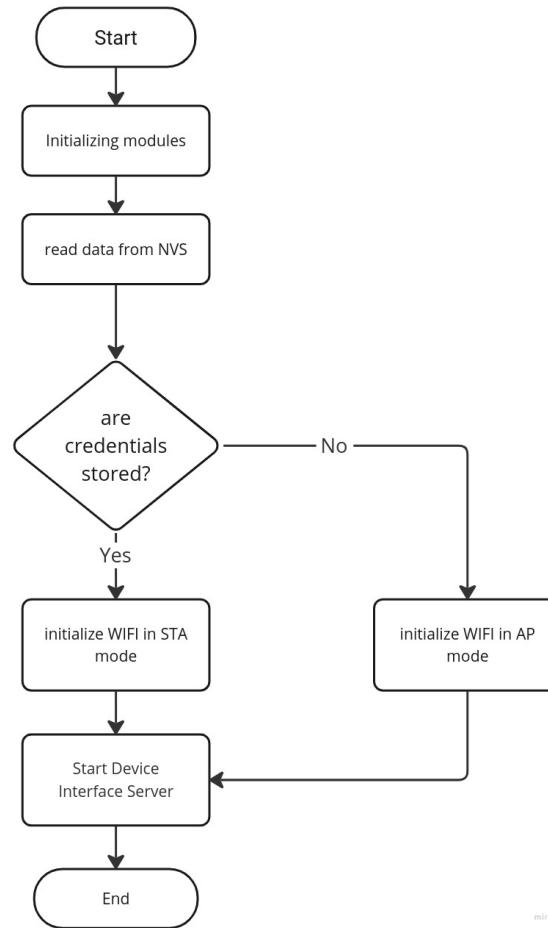 Start
Initializing modules
read data from NVS
are
credentials
stored?
No
Yes
initialize WIFI in STA
mode
initialize WIFI in AP
mode
Start Device
Interface Server
End